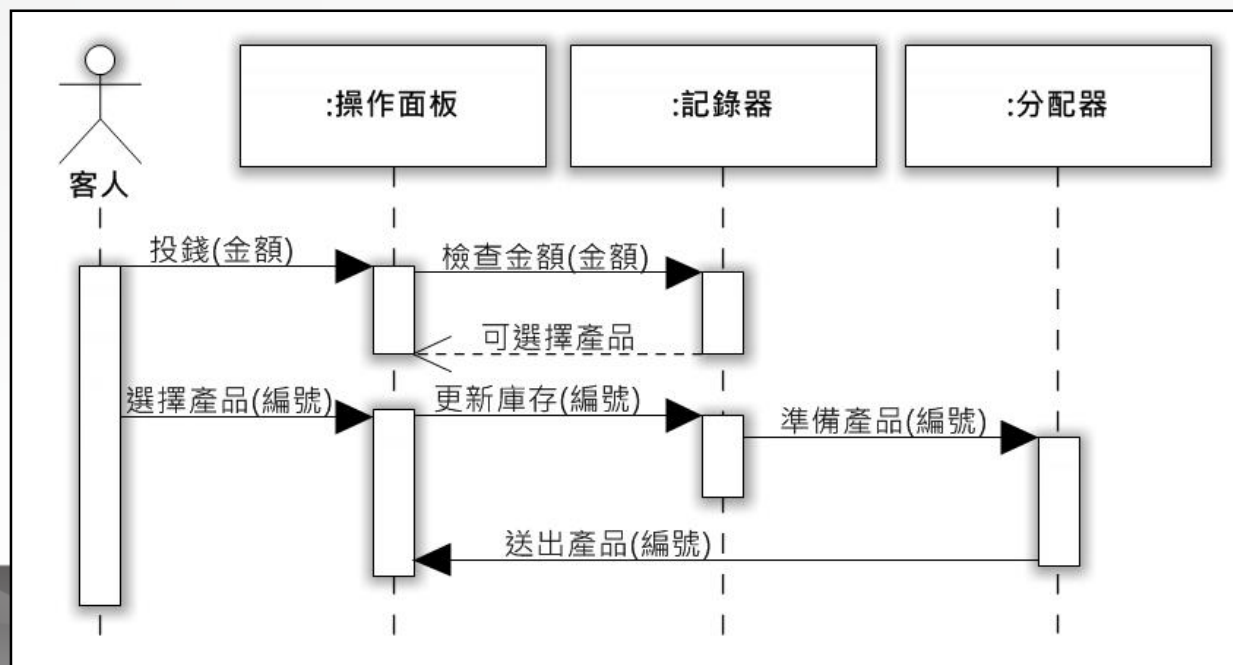 :操作面板
:記錄器
:分配器
客人
投錢(金額)
檢查金額(金額)
可選擇產品
選擇產品(編號)
更新庫存(編號)
準備產品(編號)
送出產品(編號)